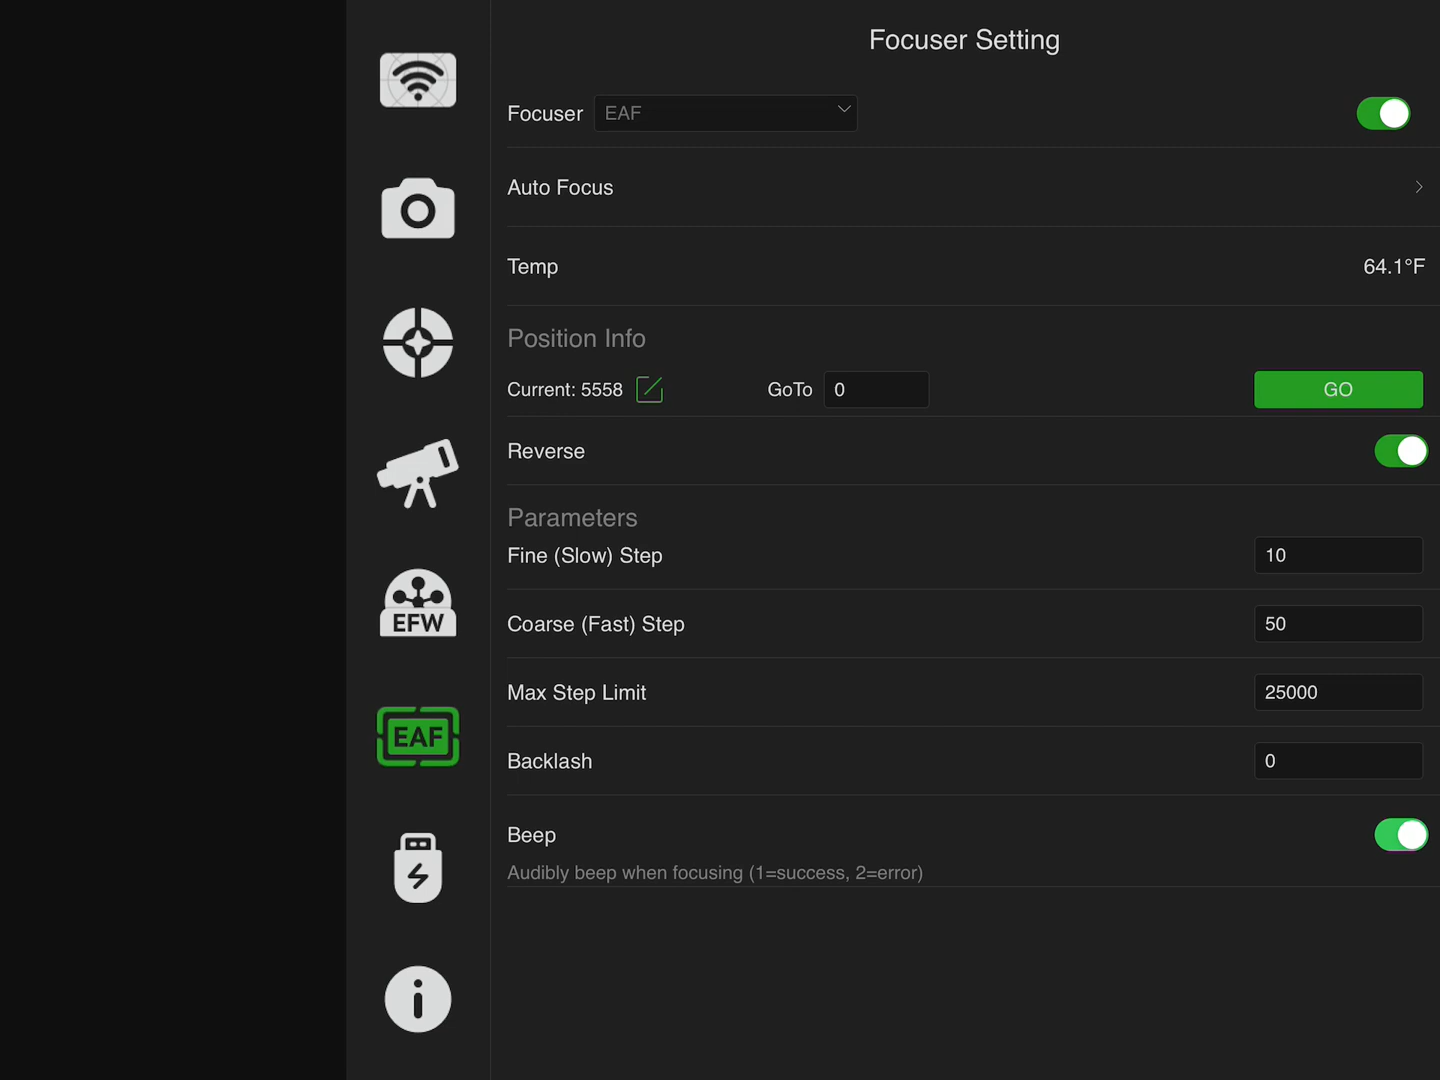 Focuser Setting
Focuser EAF
Auto Focus
Temp 64.1°F
Position Info
Current: 5558 GoTo 0 GO
Reverse
Parameters
Fine (Slow) Step 10
Coarse (Fast) Step 50
EFW
Max Step Limit 25000
EAF
Backlash 0
Beep
Audibly beep when focusing (1=success, 2=error)